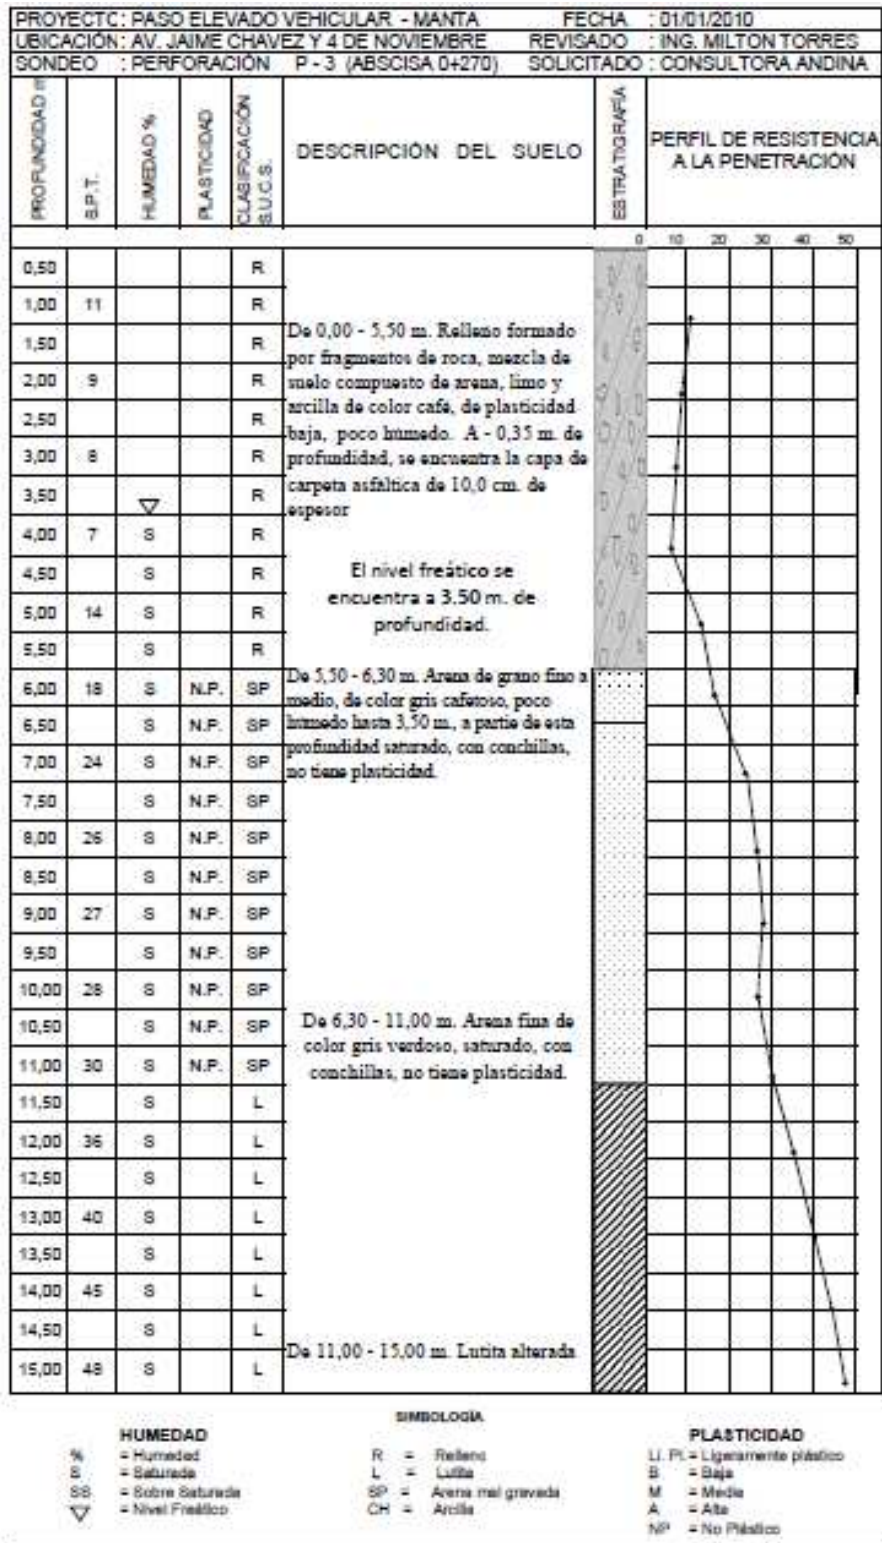 PROYECTO: PASO ELEVADO VEHICULAR - MANTA FECHA : 01/01/2010
UBICACIÓN: AV. JAIME CHAVEZ Y 4 DE NOVIEMBRE REVISADO : ING. MILTON TORRES
SONDEO : PERFORACIÓN P - 3 (ABSCISA 0+270) SOLICITADO : CONSULTORA ANDINA
PROFUNDIDAD m
S.P.T.
HUMEDAD %
PLASTICIDAD
CLASIFICACIÓN S.U.C.S.
DESCRIPCIÓN DEL SUELO
ESTRATIGRAFÍA
PERFIL DE RESISTENCIA
A LA PENETRACIÓN
0 10 20 30 40 50
0,50 R
1,00 11 R
1,50 R
2,00 9 R
2,50 R
3,00 8 R
3,50 R
4,00 7 S R
4,50 S R
5,00 14 S R
5,50 S R
6,00 18 S N.P. SP
6,50 S N.P. SP
7,00 24 S N.P. SP
7,50 S N.P. SP
8,00 26 S N.P. SP
8,50 S N.P. SP
9,00 27 S N.P. SP
9,50 S N.P. SP
10,00 28 S N.P. SP
10,50 S N.P. SP
11,00 30 S N.P. SP
11,50 S L
12,00 36 S L
12,50 S L
13,00 40 S L
13,50 S L
14,00 45 S L
14,50 S L
15,00 48 S L
De 0,00 - 5,50 m. Relleno formado
por fragmentos de roca, mezcla de
suelo compuesto de arena, limo y
arcilla de color café, de plasticidad
baja, poco húmedo. A - 0,35 m. de
profundidad, se encuentra la capa de
carpeta asfáltica de 10,0 cm. de
espesor
El nivel freático se
encuentra a 3.50 m. de
profundidad.
De 5,50 - 6,30 m. Arena de grano fino a
medio, de color gris cafetoso, poco
húmedo hasta 3,50 m., a partie de esta
profundidad saturado, con conchillas,
no tiene plasticidad.
De 6,30 - 11,00 m. Arena fina de
color gris verdoso, saturado, con
conchillas, no tiene plasticidad.
De 11,00 - 15,00 m. Lutita alterada
SIMBOLOGÍA
HUMEDAD
% = Humedad
S = Saturada
SS = Sobre Saturada
▽ = Nivel Freático
R = Relleno
L = Lutita
SP = Arena mal gravada
CH = Arcilla
PLASTICIDAD
Li. Pl. = Ligeramente plástico
B = Baja
M = Media
A = Alta
NP = No Plástico